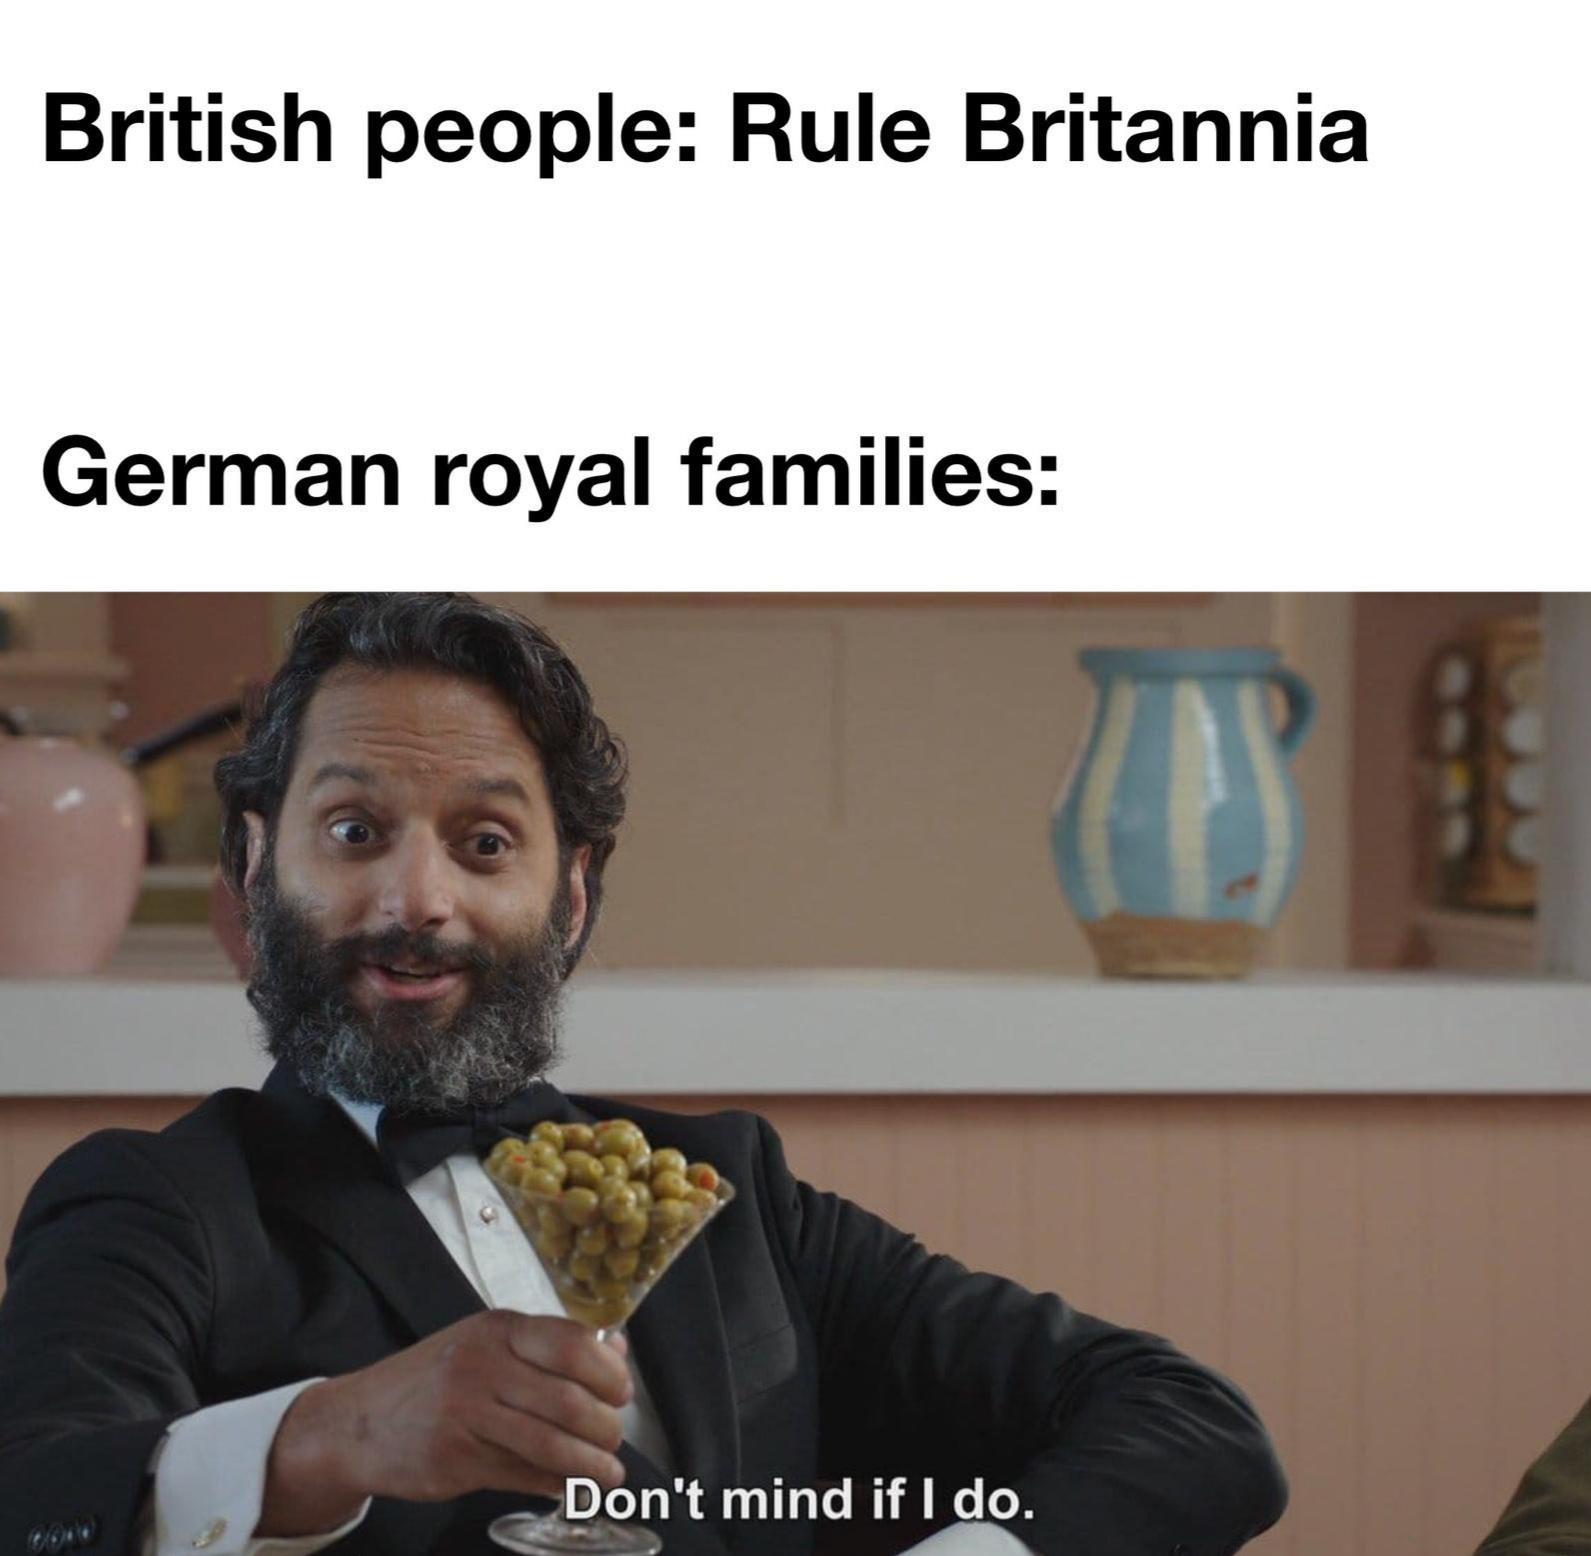 British people: Rule Britannia
German royal families:
Don't mind if I do.